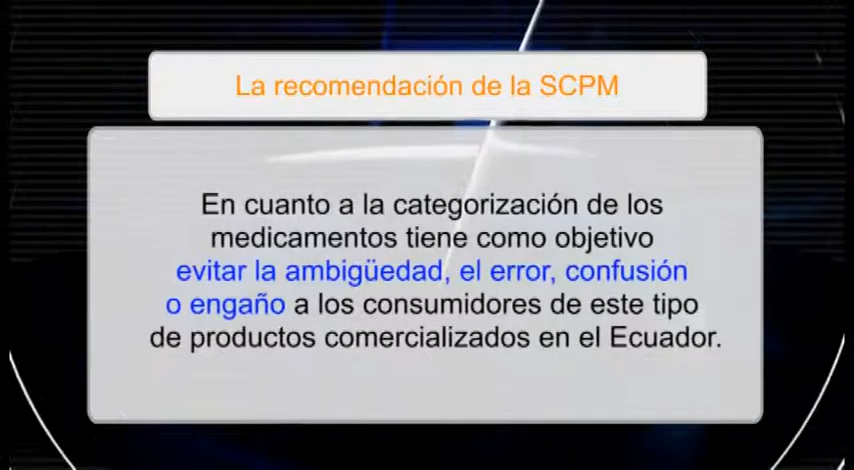 La recomendación de la SCPM
En cuanto a la categorización de los
medicamentos tiene como objetivo
evitar la ambigüedad, el error, confusión
o engaño a los consumidores de este tipo
de productos comercializados en el Ecuador.